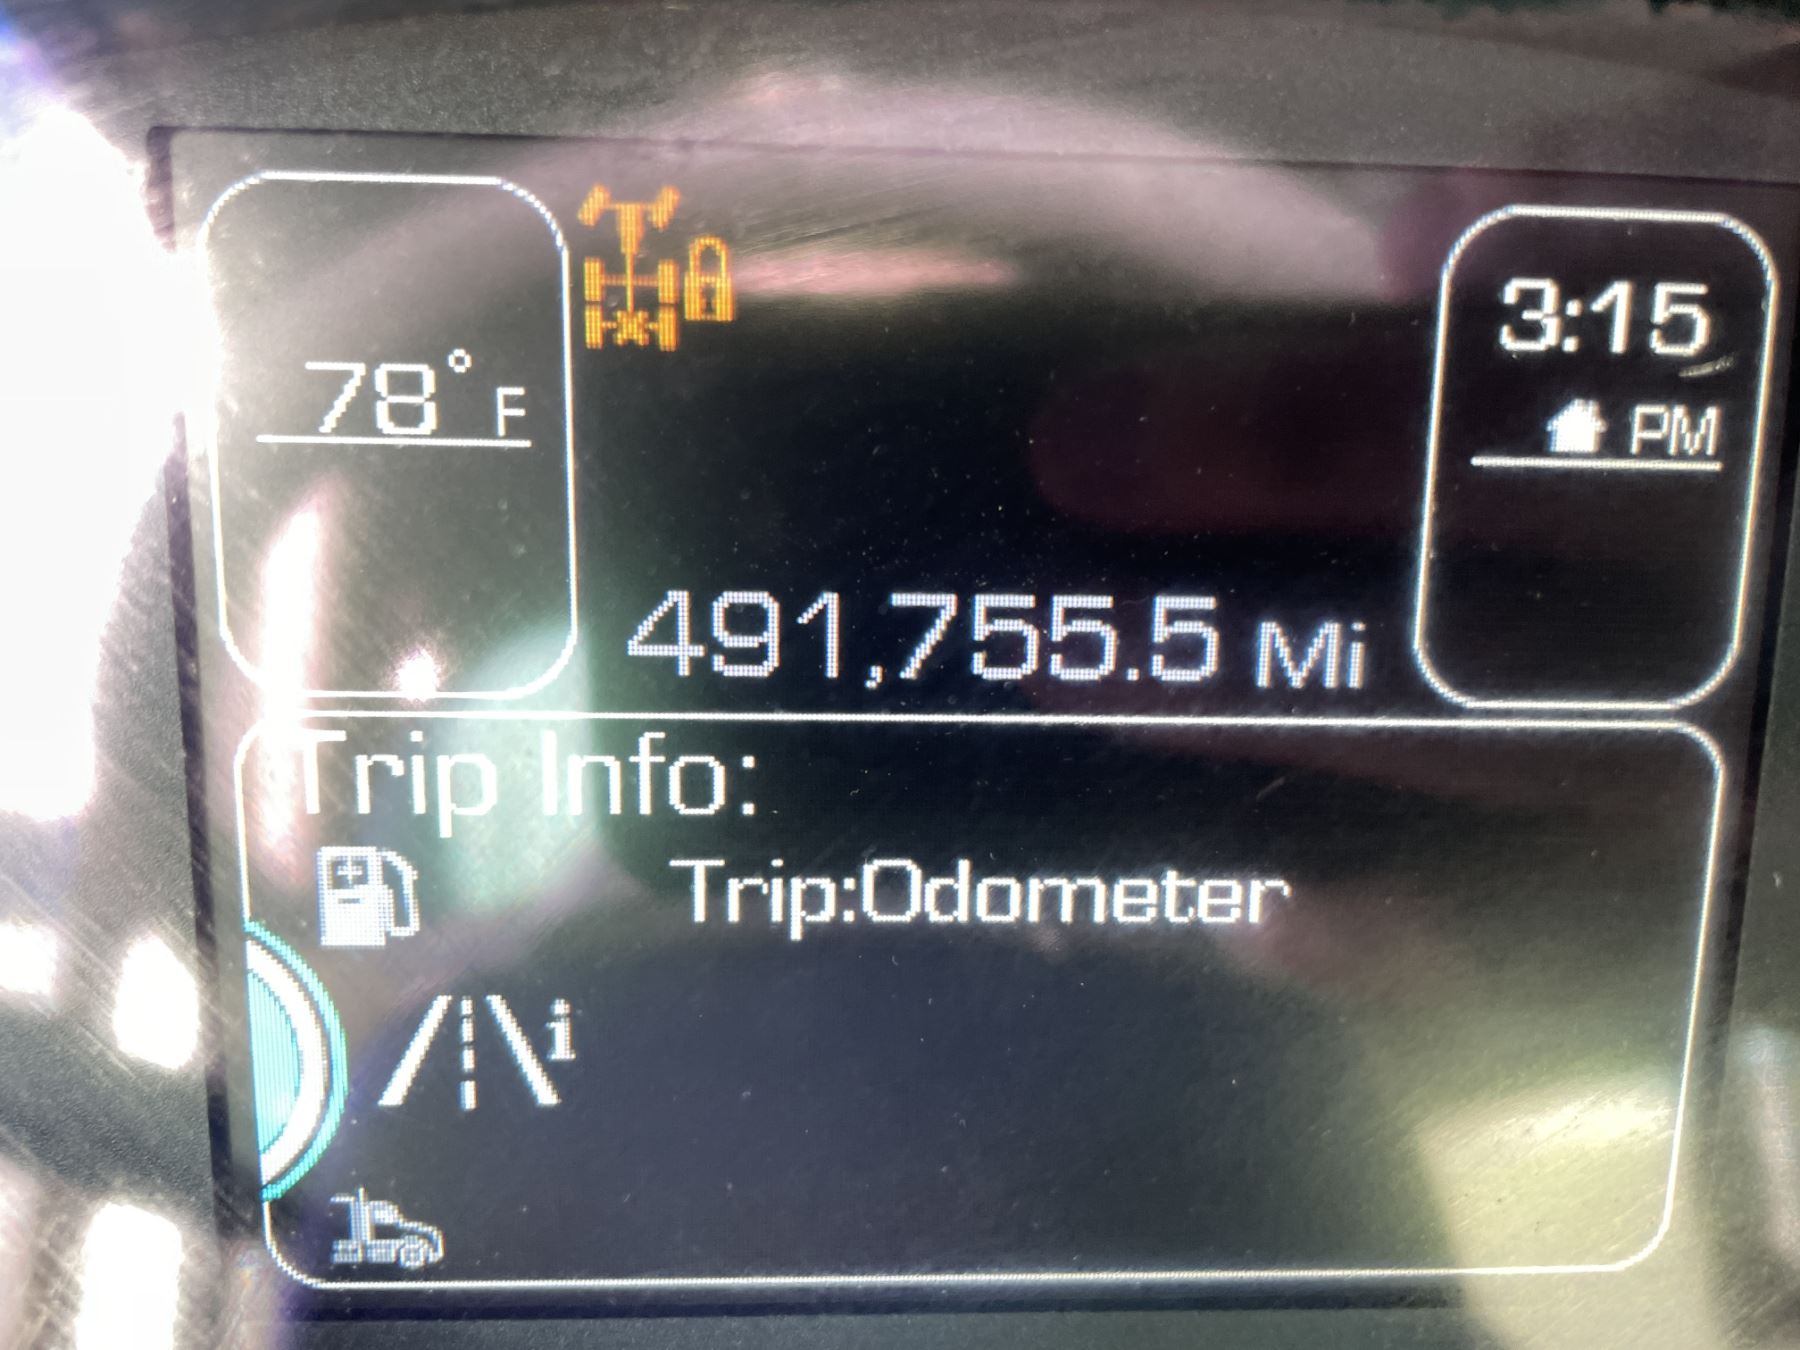 78° F
3:15
PM
491,755.5 Mi
Trip Info:
Trip:Odometer
i